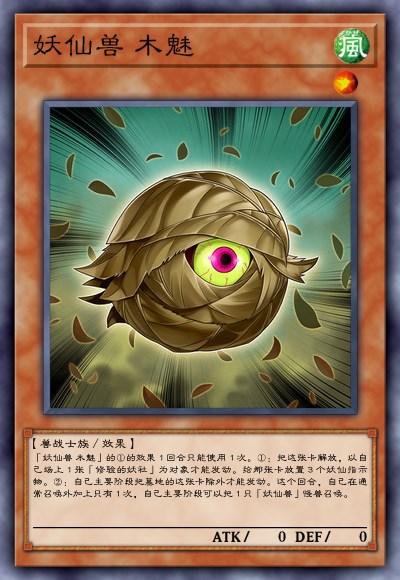 妖仙兽 木魅
風
【兽战士族/效果】
「妖仙兽 木魅」的①的效果1回合只能使用1次。①：把这张卡解放，以自
己场上1张「修验的妖社」为对象才能发动。给那张卡放置3个妖仙指示
物。②：自己主要阶段把墓地的这张卡除外才能发动。这个回合，自己在通
常召唤外加上只有1次，自己主要阶段可以把1只「妖仙兽」怪兽召唤。
ATK/ 0 DEF/ 0